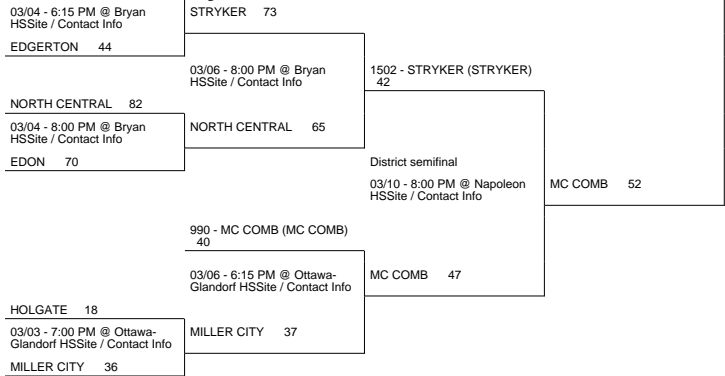 03/04 - 6:15 PM @ Bryan
HSSite / Contact Info
STRYKER 73
EDGERTON 44
03/06 - 8:00 PM @ Bryan
HSSite / Contact Info
1502 - STRYKER (STRYKER)
42
NORTH CENTRAL 82
03/04 - 8:00 PM @ Bryan
HSSite / Contact Info
NORTH CENTRAL 65
EDON 70
District semifinal
03/10 - 8:00 PM @ Napoleon
HSSite / Contact Info
MC COMB 52
990 - MC COMB (MC COMB)
40
03/06 - 6:15 PM @ Ottawa-
Glandorf HSSite / Contact Info
MC COMB 47
HOLGATE 18
03/03 - 7:00 PM @ Ottawa-
Glandorf HSSite / Contact Info
MILLER CITY 37
MILLER CITY 36